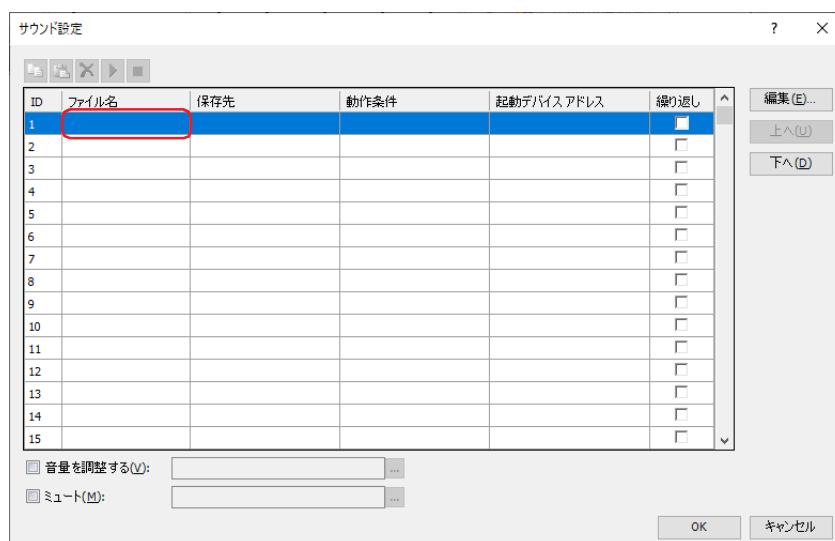 サウンド設定
? ×
ID ファイル名 保存先 動作条件 起動デバイス アドレス 繰り返し
編集(E)...
上へ(U)
下へ(D)
1
2
3
4
5
6
7
8
9
10
11
12
13
14
15
音量を調整する(V): ...
ミュート(M): ...
OK キャンセル